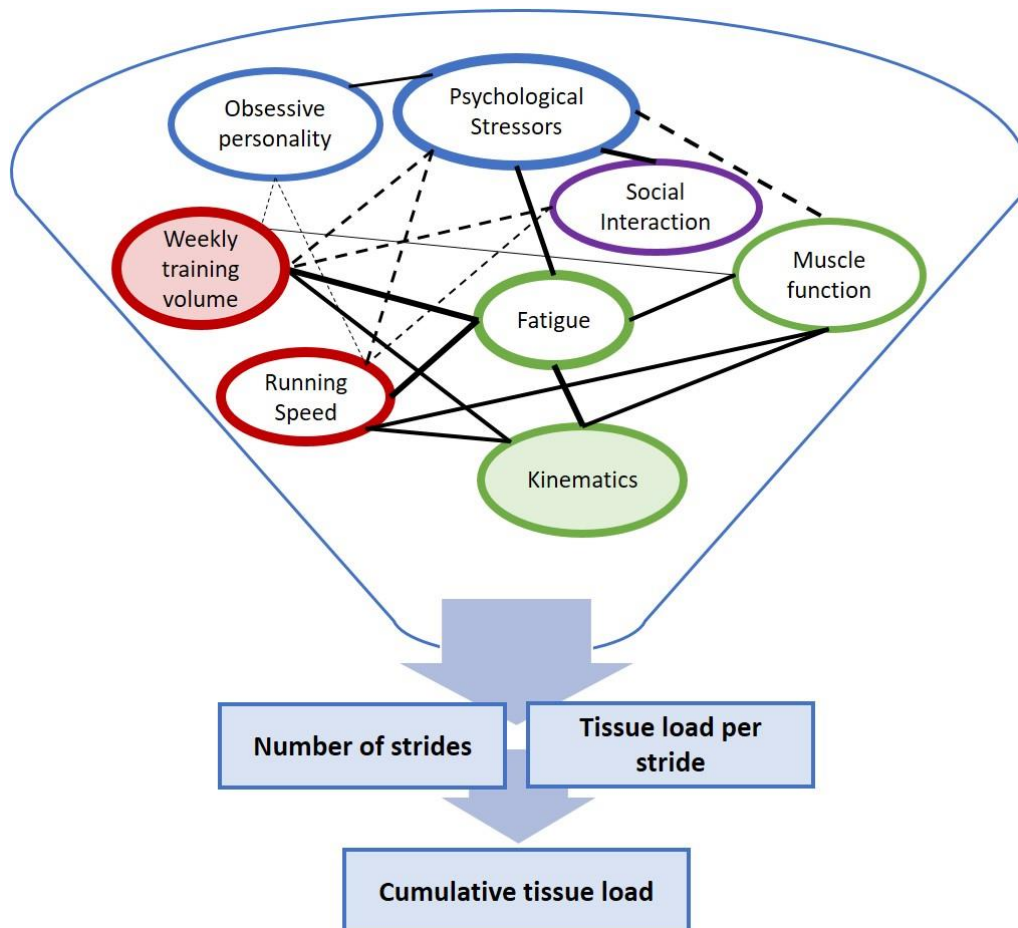 Obsessive
personality
Psychological
Stressors
Social
Interaction
Weekly
training
volume
Muscle
function
Fatigue
Running
Speed
Kinematics
Number of strides
Tissue load per
stride
Cumulative tissue load